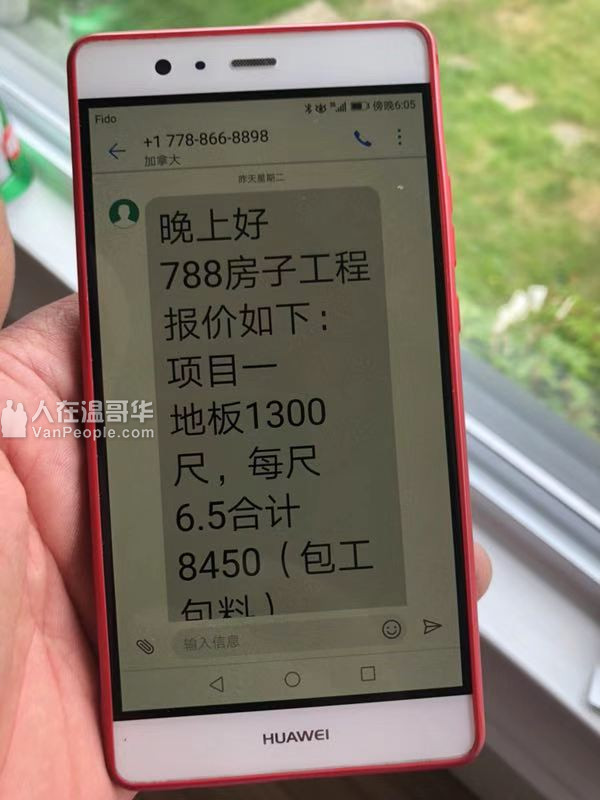 Fido
傍晚6:05
+1 778-866-8898
加拿大
昨天星期二
晚上好
788房子工程
报价如下：
项目一
地板1300
尺，每尺
6.5合计
8450（包工
包料）
输入信息
HUAWEI
人在温哥华
VanPeople.com